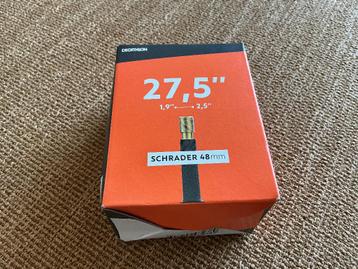 DECATHLON
27,5"
1,9" ⟷ 2,5"
SCHRADER 48mm